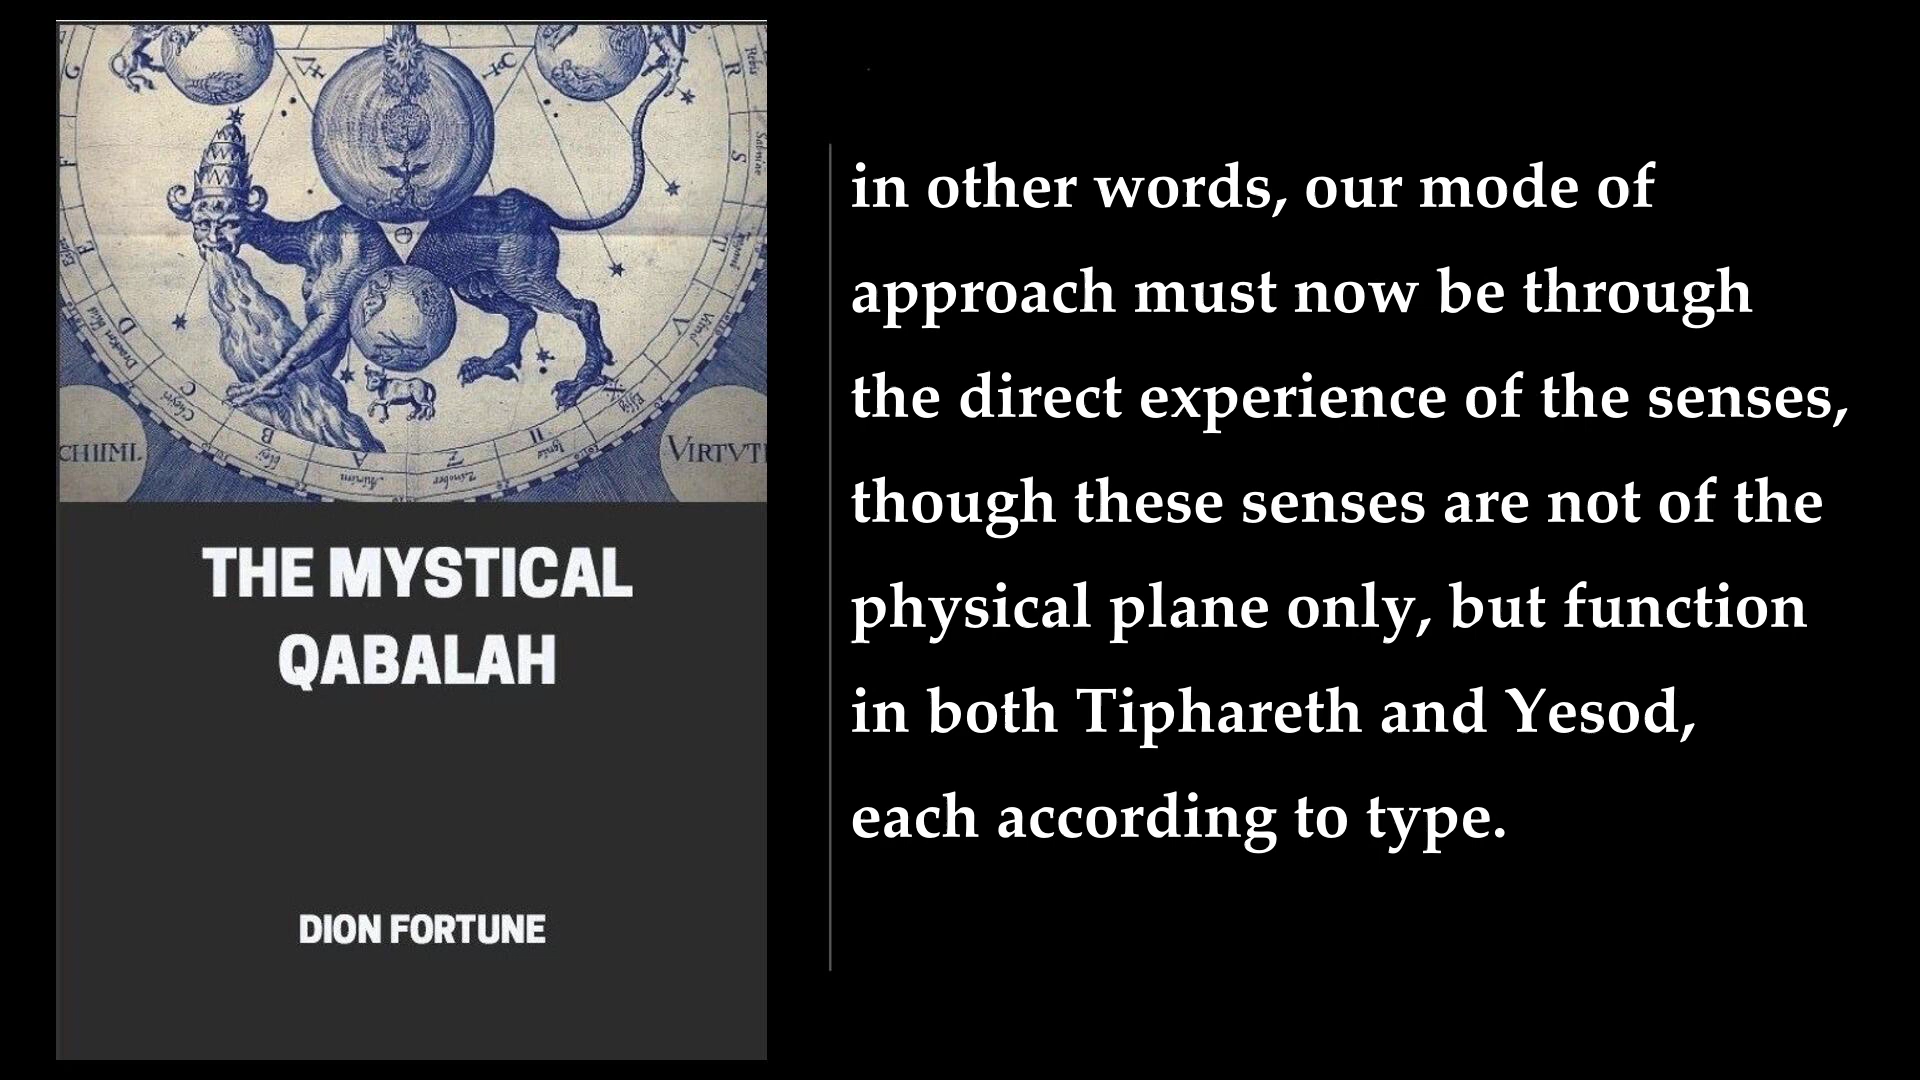 THE MYSTICAL
QABALAH
DION FORTUNE
CHIIMI.
VIRTVTI
in other words, our mode of
approach must now be through
the direct experience of the senses,
though these senses are not of the
physical plane only, but function
in both Tiphareth and Yesod,
each according to type.